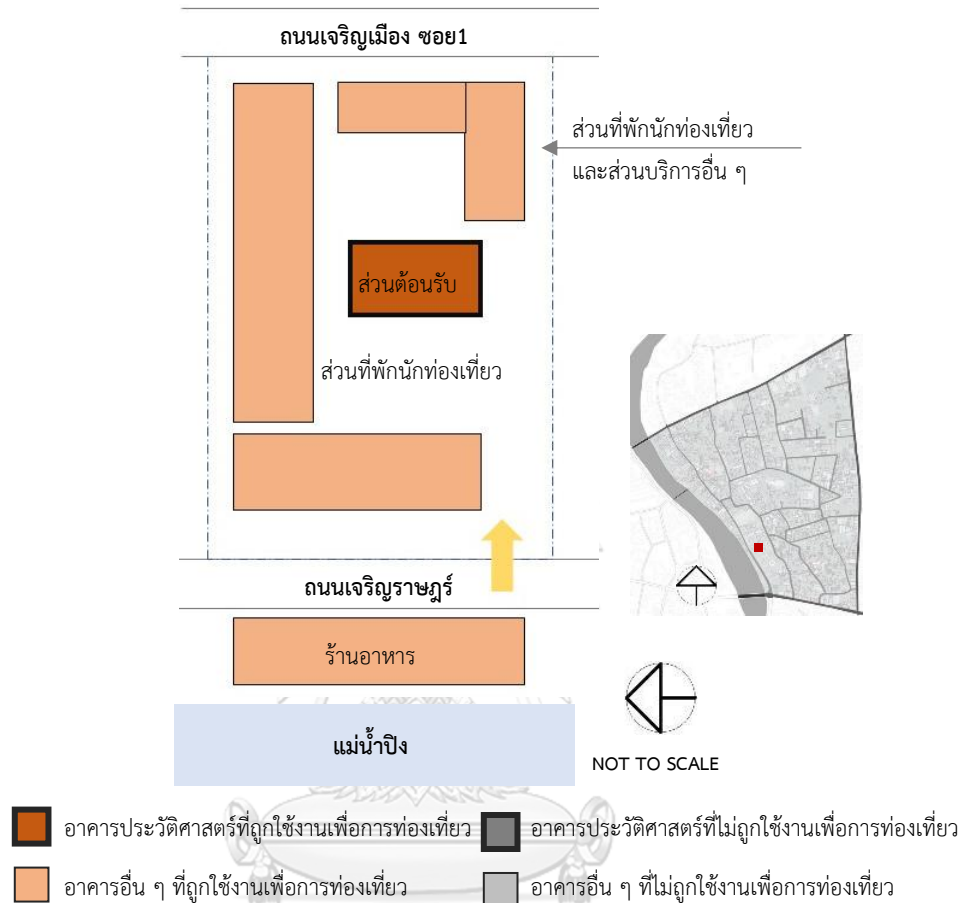 ถนนเจริญเมือง ซอย1
ส่วนที่พักนักท่องเที่ยว
และส่วนบริการอื่น ๆ
ส่วนต้อนรับ
ส่วนที่พักนักท่องเที่ยว
ถนนเจริญราษฎร์
ร้านอาหาร
แม่น้ำปิง
NOT TO SCALE
อาคารประวัติศาสตร์ที่ถูกใช้งานเพื่อการท่องเที่ยว
อาคารประวัติศาสตร์ที่ไม่ถูกใช้งานเพื่อการท่องเที่ยว
อาคารอื่น ๆ ที่ถูกใช้งานเพื่อการท่องเที่ยว
อาคารอื่น ๆ ที่ไม่ถูกใช้งานเพื่อการท่องเที่ยว